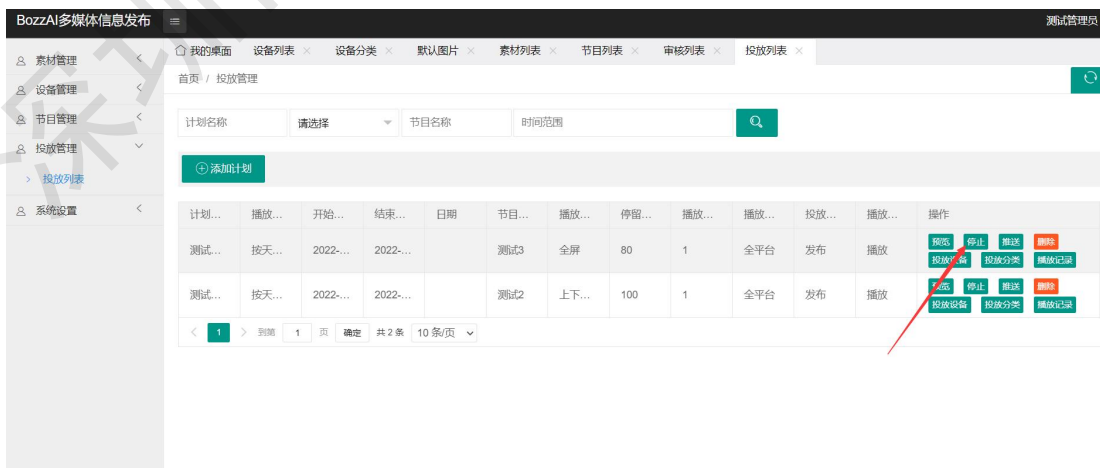 BozzAI多媒体信息发布
测试管理员
素材管理
设备管理
节目管理
投放管理
投放列表
系统设置
我的桌面 设备列表 设备分类 默认图片 素材列表 节目列表 审核列表 投放列表
首页 / 投放管理
计划名称 请选择 节目名称 时间范围
添加计划
计划... 播放... 开始... 结束... 日期 节目... 播放... 停留... 播放... 播放... 投放... 播放... 操作
测试... 按天... 2022-... 2022-... 测试3 全屏 80 1 全平台 发布 播放 预览 停止 推送 删除
投放设备 投放分类 播放记录
测试... 按天... 2022-... 2022-... 测试2 上下... 100 1 全平台 发布 播放 预览 停止 推送 删除
投放设备 投放分类 播放记录
1 到第 1 页 确定 共 2 条 10 条/页
深圳